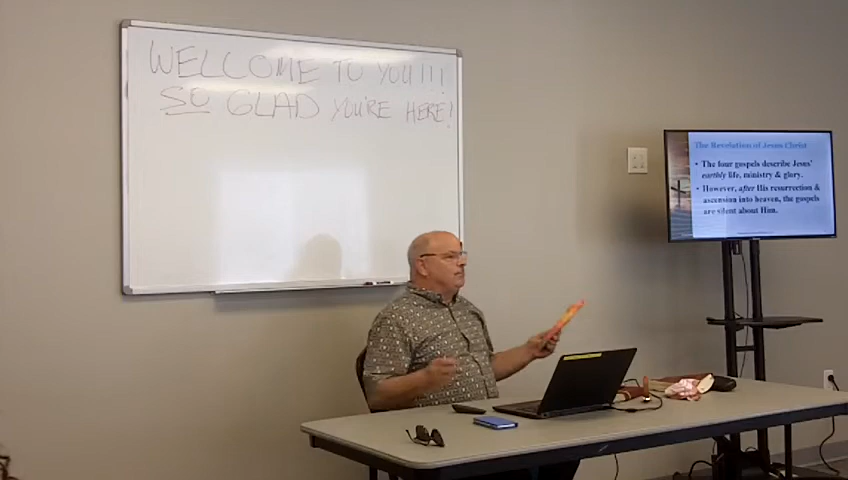 WELCOME TO YOU!!!
SO GLAD YOU'RE HERE!
The Revelation of Jesus Christ
• The four gospels describe Jesus'
earthly life, ministry & glory.
• However, after His resurrection &
ascension into heaven, the gospels
are silent about Him.